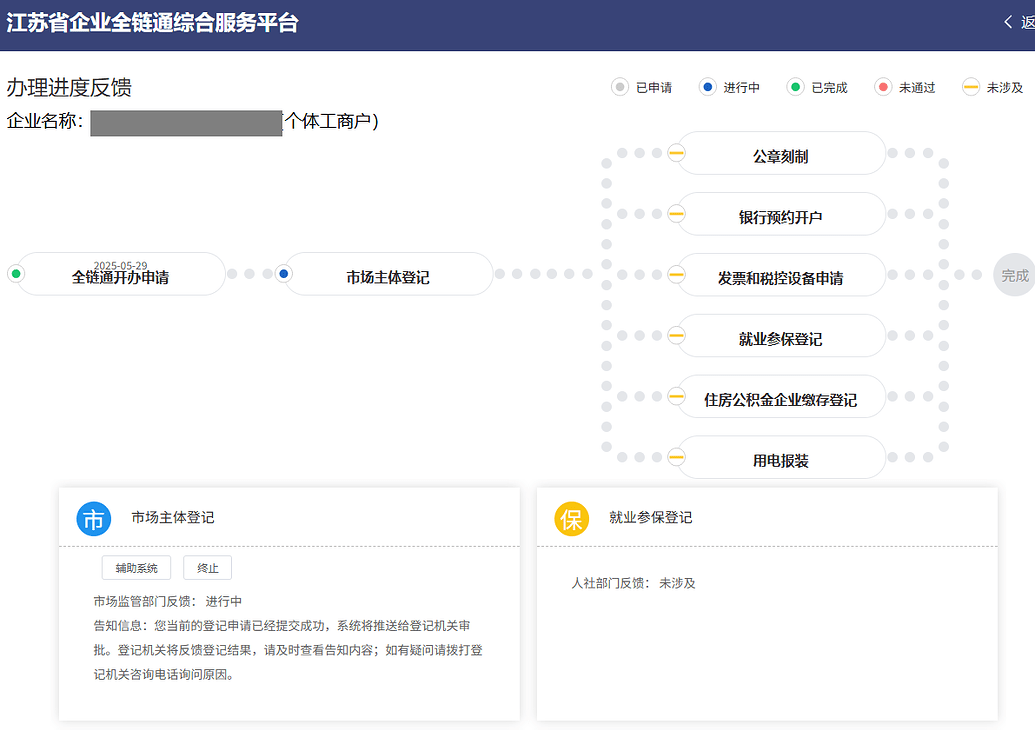 江苏省企业全链通综合服务平台
返
办理进度反馈
已申请
进行中
已完成
未通过
未涉及
企业名称:
个体工商户)
公章刻制
银行预约开户
2025-05-29
全链通开办申请
市场主体登记
发票和税控设备申请
完成
就业参保登记
住房公积金企业缴存登记
用电报装
市
市场主体登记
辅助系统
终止
市场监管部门反馈: 进行中
告知信息:您当前的登记申请已经提交成功,系统将推送给登记机关审
批。登记机关将反馈登记结果,请及时查看告知内容;如有疑问请拨打登
记机关咨询电话询问原因。
保
就业参保登记
人社部门反馈: 未涉及